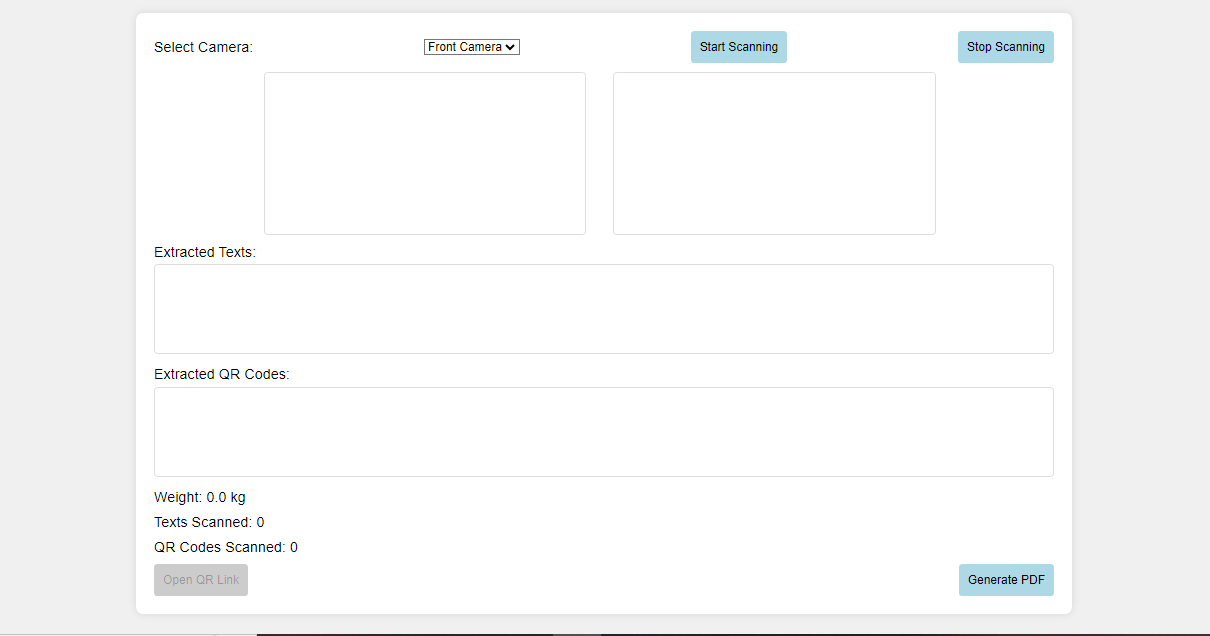 Select Camera: Front Camera Start Scanning Stop Scanning
Extracted Texts:
Extracted QR Codes:
Weight: 0.0 kg
Texts Scanned: 0
QR Codes Scanned: 0
Open QR Link Generate PDF